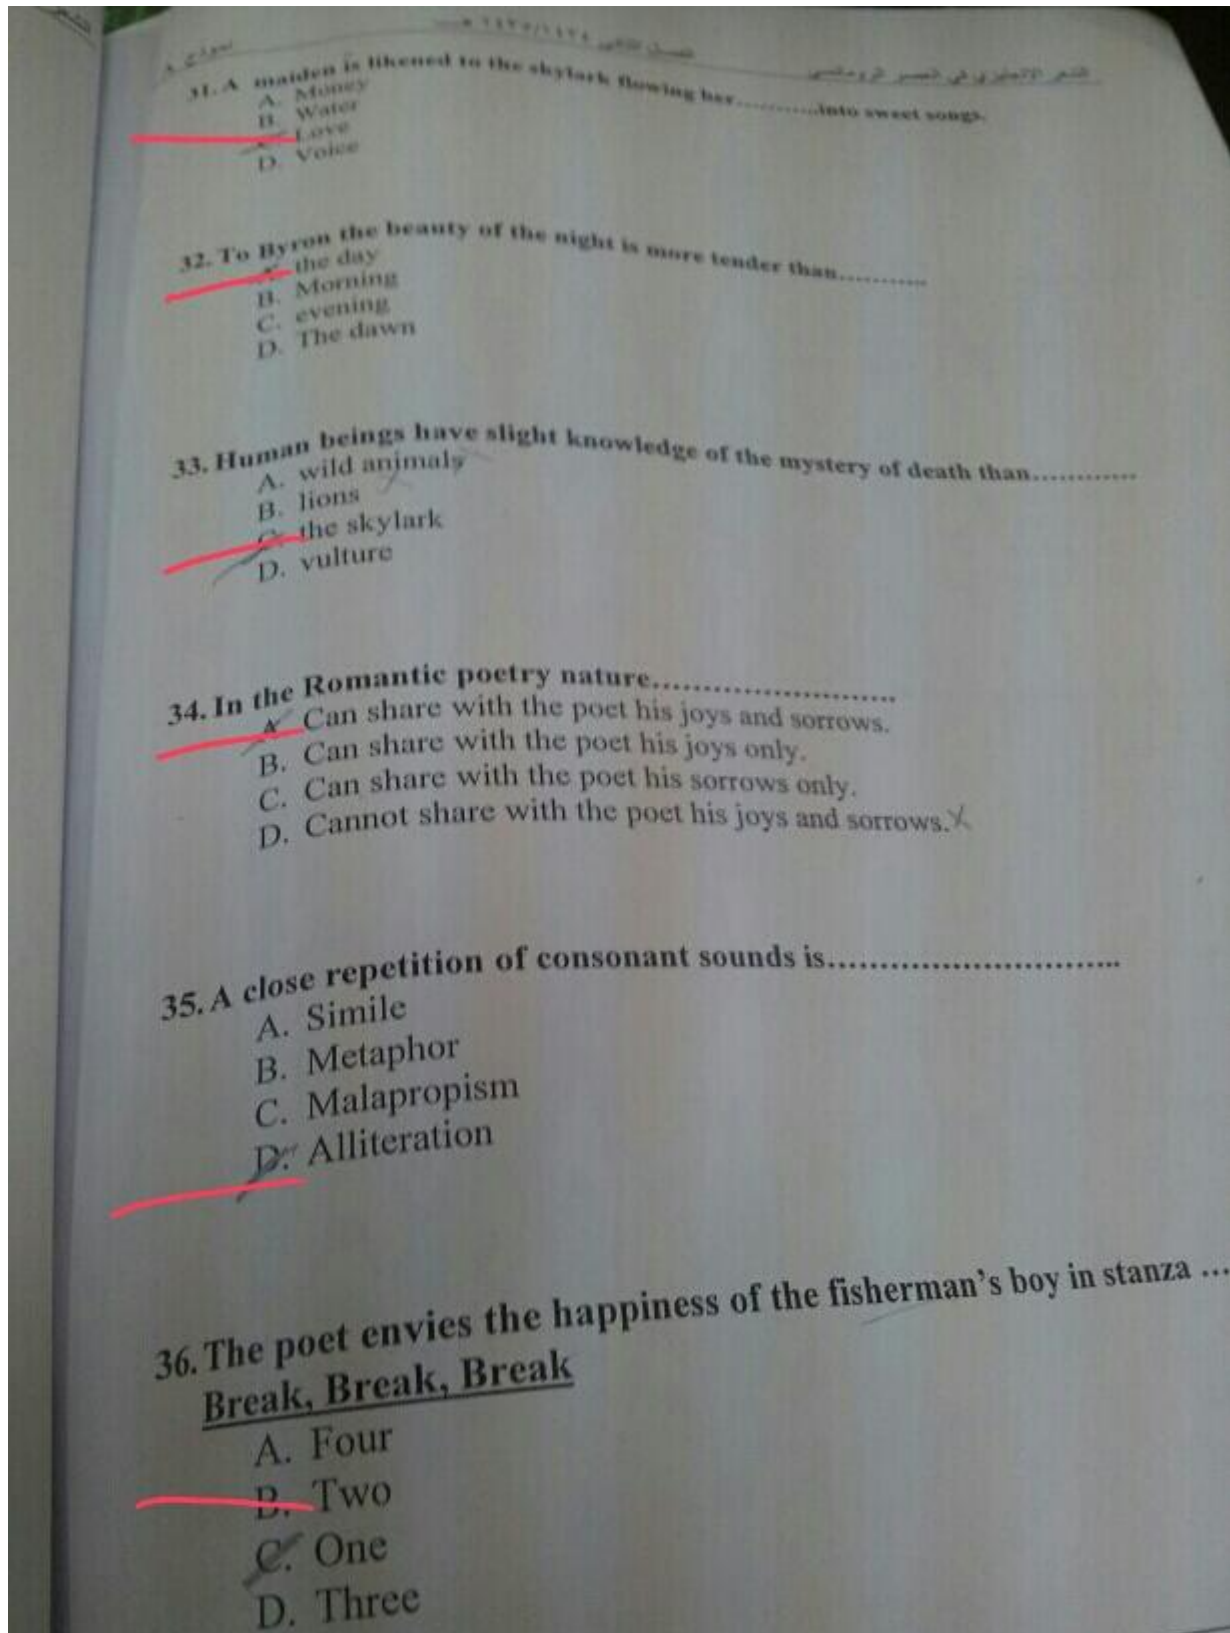 الشعر الإنجليزي في العصر الرومانسي
نموذج A
31. A maiden is likened to the skylark flowing her...........into sweet songs.
A. Money
B. Water
C. Love
D. Voice
32. To Byron the beauty of the night is more tender than............
A. the day
B. Morning
C. evening
D. The dawn
33. Human beings have slight knowledge of the mystery of death than............
A. wild animals
B. lions
C. the skylark
D. vulture
34. In the Romantic poetry nature..........................
A. Can share with the poet his joys and sorrows.
B. Can share with the poet his joys only.
C. Can share with the poet his sorrows only.
D. Cannot share with the poet his joys and sorrows.
35. A close repetition of consonant sounds is..............................
A. Simile
B. Metaphor
C. Malapropism
D. Alliteration
36. The poet envies the happiness of the fisherman's boy in stanza ...
Break, Break, Break
A. Four
B. Two
C. One
D. Three